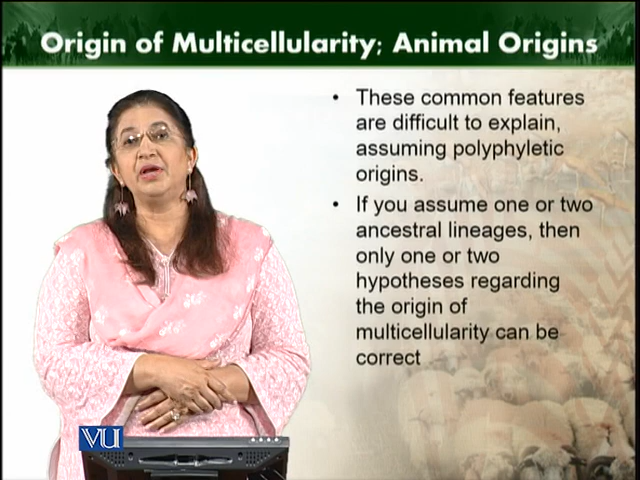 Origin of Multicellularity; Animal Origins
• These common features
are difficult to explain,
assuming polyphyletic
origins.
• If you assume one or two
ancestral lineages, then
only one or two
hypotheses regarding
the origin of
multicellularity can be
correct
VU